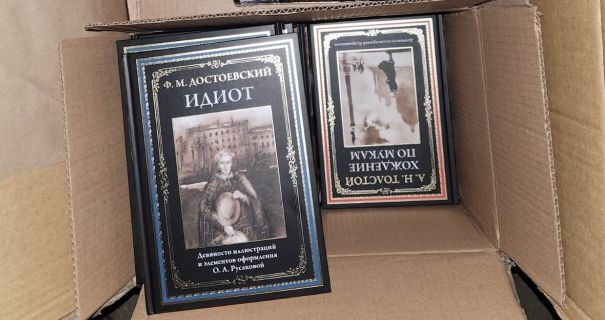 Ф. М. ДОСТОЕВСКИЙ
ИДИОТ
Девяносто иллюстраций
и элементов оформления
О. А. Русаковой
А. Н. ТОЛСТОЙ
ХОЖДЕНИЕ
ПО МУКАМ